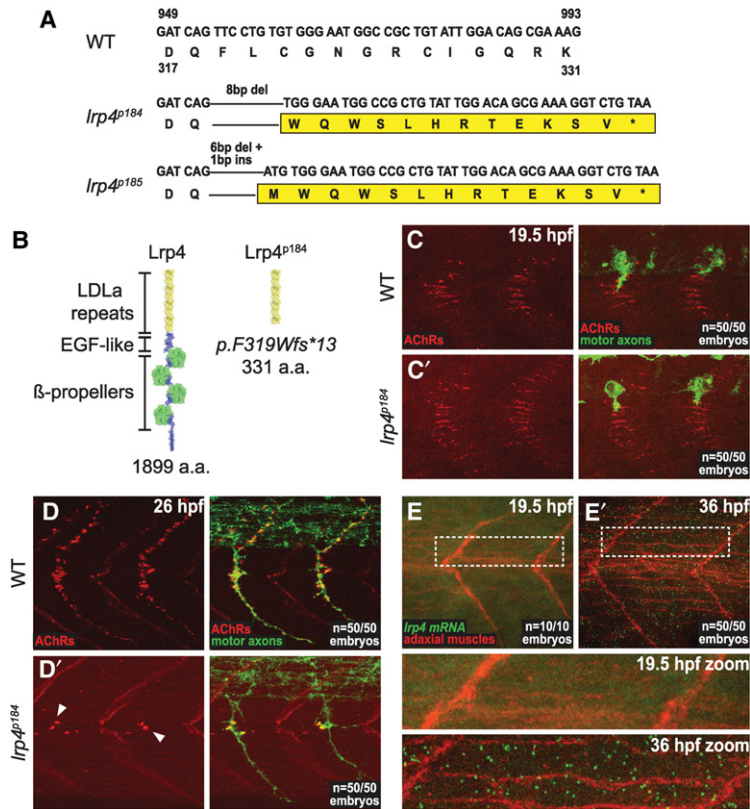 A
949 993
WT GAT CAG TTC CTG TGT GGG AAT GGC CGC TGT ATT GGA CAG CGA AAG
D Q F L C G N G R C I G Q R K
317 331
8bp del
lrp4p184 GAT CAG TGG GAA TGG CCG CTG TAT TGG ACA GCG AAA GGT CTG TAA
D Q W Q W S L H R T E K S V *
6bp del +
1bp ins
lrp4p185 GAT CAG ATG TGG GAA TGG CCG CTG TAT TGG ACA GCG AAA GGT CTG TAA
D Q M W Q W S L H R T E K S V *
B
Lrp4 Lrp4p184
LDLa
repeats
EGF-like
ß-propellers
p.F319Wfs*13
331 a.a.
1899 a.a.
C 19.5 hpf
WT
AChRs
AChRs
motor axons
n=50/50
embryos
C′
lrp4p184
n=50/50
embryos
D 26 hpf
WT
AChRs
AChRs
motor axons
n=50/50
embryos
D′
lrp4p184
n=50/50
embryos
E 19.5 hpf
lrp4 mRNA
adaxial muscles
n=10/10
embryos
E′ 36 hpf
n=50/50
embryos
19.5 hpf zoom
36 hpf zoom